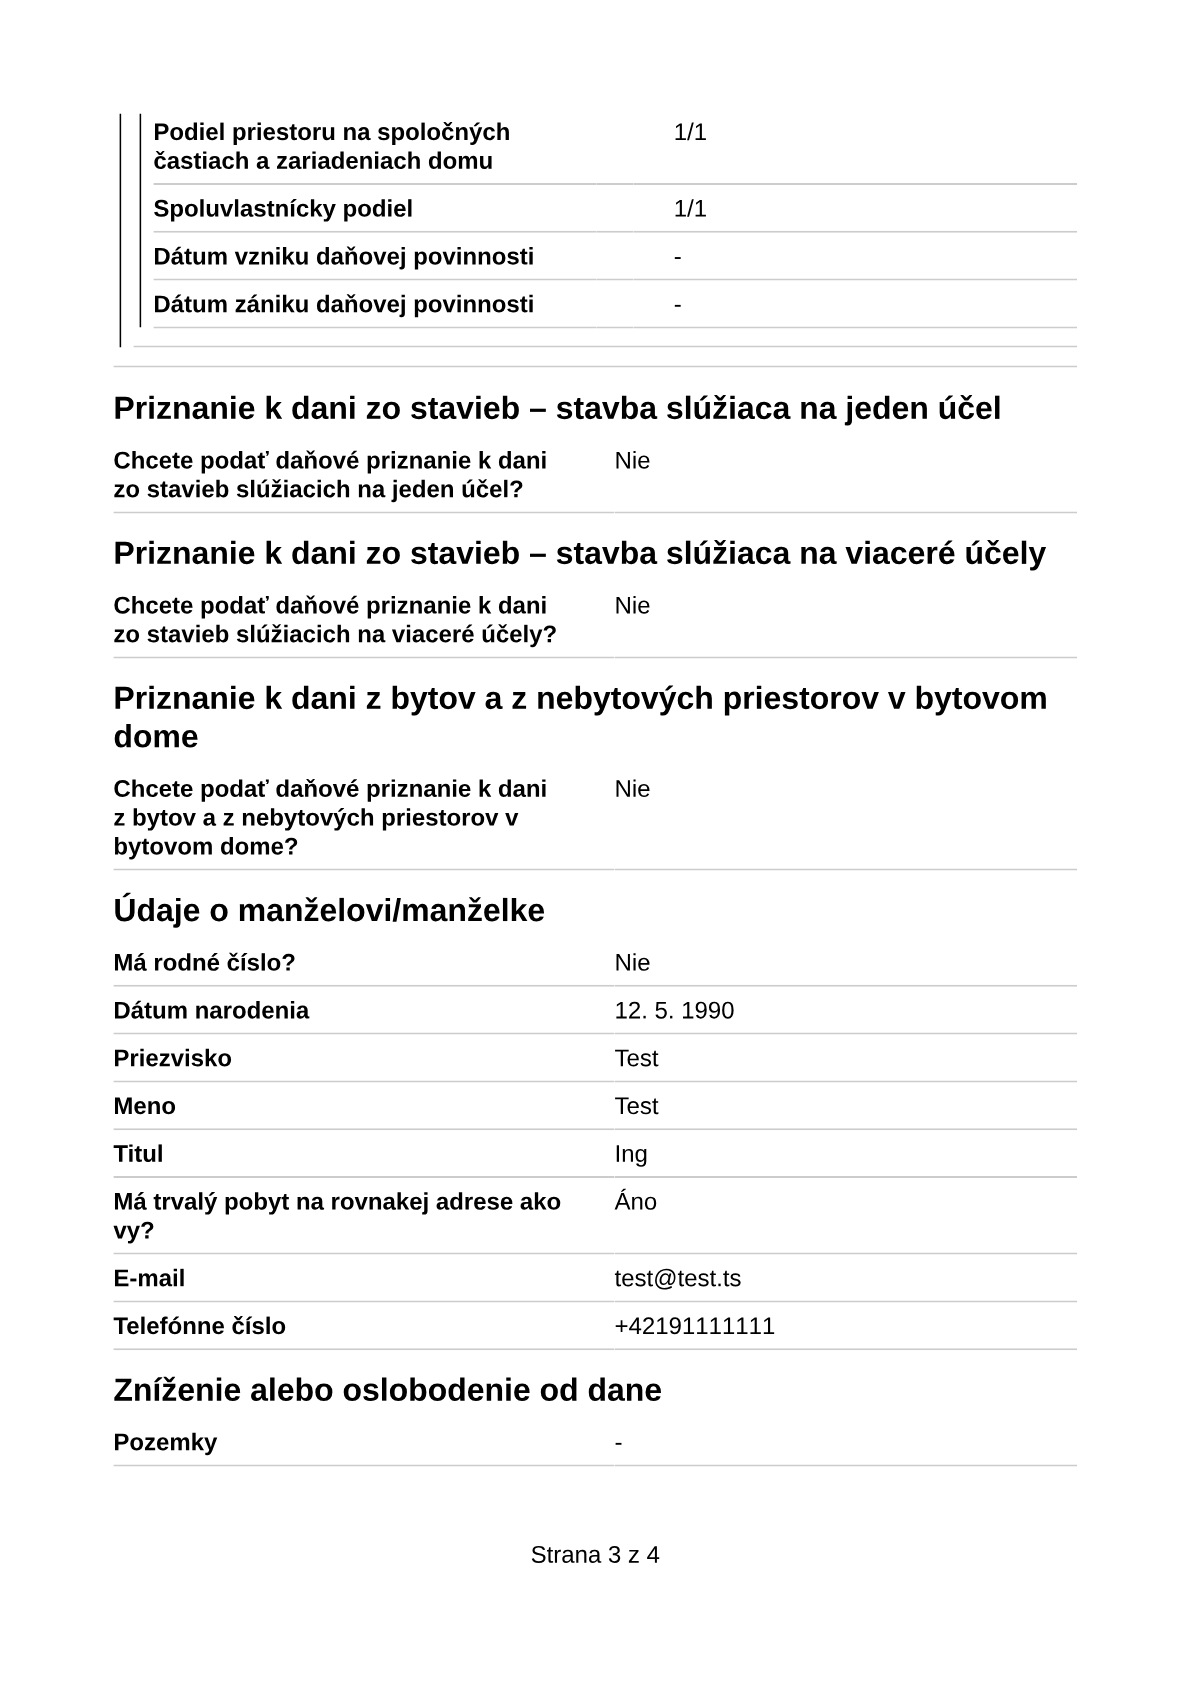 Podiel priestoru na spoločných 1/1
častiach a zariadeniach domu
Spoluvlastnícky podiel 1/1
Dátum vzniku daňovej povinnosti -
Dátum zániku daňovej povinnosti -
Priznanie k dani zo stavieb – stavba slúžiaca na jeden účel
Chcete podať daňové priznanie k dani Nie
zo stavieb slúžiacich na jeden účel?
Priznanie k dani zo stavieb – stavba slúžiaca na viaceré účely
Chcete podať daňové priznanie k dani Nie
zo stavieb slúžiacich na viaceré účely?
Priznanie k dani z bytov a z nebytových priestorov v bytovom
dome
Chcete podať daňové priznanie k dani Nie
z bytov a z nebytových priestorov v
bytovom dome?
Údaje o manželovi/manželke
Má rodné číslo? Nie
Dátum narodenia 12. 5. 1990
Priezvisko Test
Meno Test
Titul Ing
Má trvalý pobyt na rovnakej adrese ako Áno
vy?
E-mail test@test.ts
Telefónne číslo +42191111111
Zníženie alebo oslobodenie od dane
Pozemky -
Strana 3 z 4